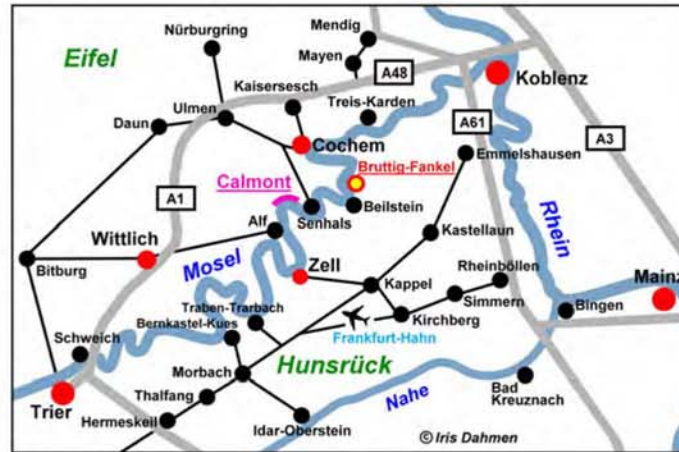 Mendig
Nürburgring
Eifel
Mayen
A48
Kaisersesch
Koblenz
Treis-Karden
Ulmen
Daun
A61
A3
Cochem
Emmelshausen
Bruttig-Fankel
Calmont
A1
Beilstein
Senhals
Alf
Rhein
Wittlich
Kastellaun
Mosel
Bitburg
Zell
Rheinböllen
Kappel
Mainz
Simmern
Traben-Trarbach
Bingen
Bernkastel-Kues
Kirchberg
Schweich
Frankfurt-Hahn
Hunsrück
Morbach
Nahe
Bad
Kreuznach
Thalfang
Trier
Hermeskeil
Idar-Oberstein
© Iris Dahmen